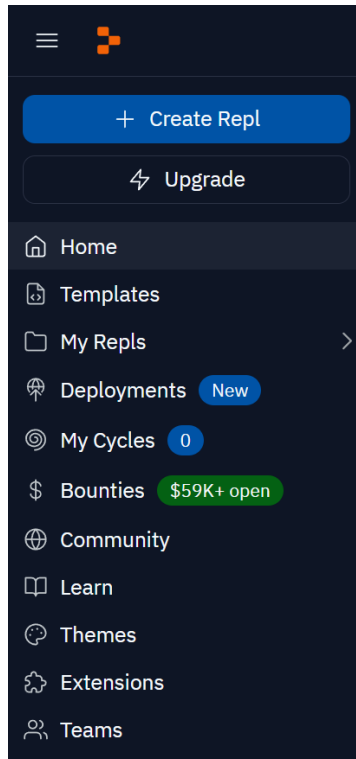 Create Repl
Upgrade
Home
Templates
My Repls
Deployments New
My Cycles 0
Bounties $59K+ open
Community
Learn
Themes
Extensions
Teams